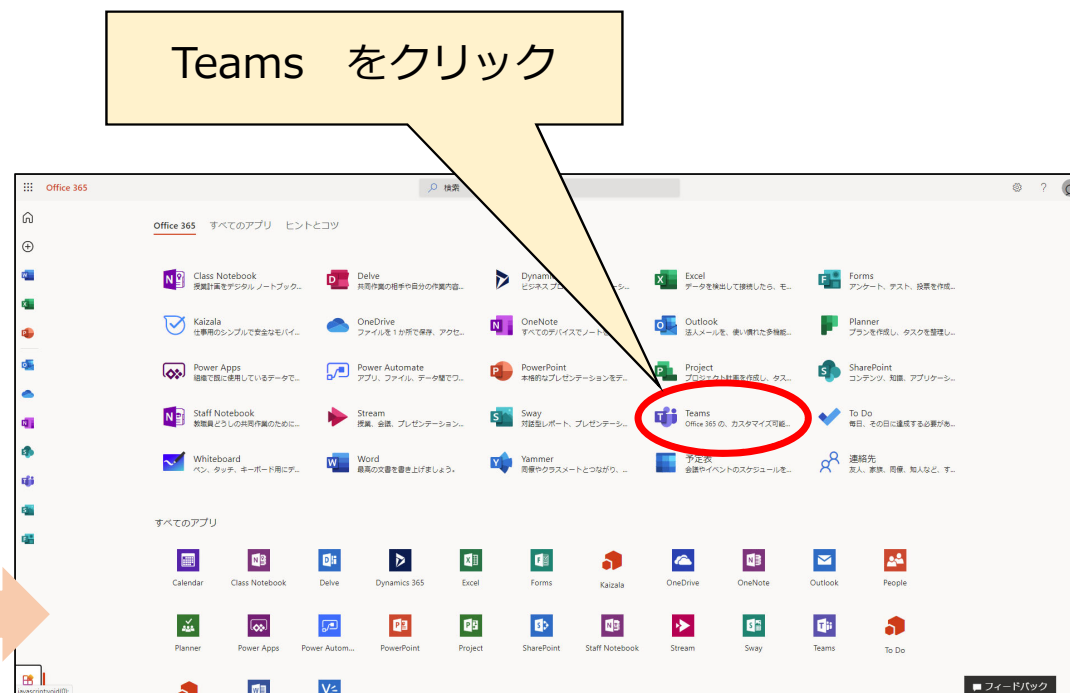 Teams をクリック
Office 365
検索
?
Office 365 すべてのアプリ ヒントとコツ
Class Notebook
授業計画をデジタル ノートブック...
Delve
共同作業の相手や自分の作業内容...
Dynamic
ビジネス プロ
ーシ...
Excel
データを検出して接続したら、モ...
Forms
アンケート、テスト、投票を作成...
Kaizala
仕事用のシンプルで安全なモバイ...
OneDrive
ファイルを 1 か所で保存、アクセ...
OneNote
すべてのデバイスでノートを
Outlook
法人メールを、使い慣れた多機能...
Planner
プランを作成し、タスクを整理し...
Power Apps
組織で既に使用しているデータで...
Power Automate
アプリ、ファイル、データ間でワ...
PowerPoint
本格的なプレゼンテーションをデ...
Project
プロジェクト計画を作成し、タス...
SharePoint
コンテンツ、知識、アプリケーシ...
Staff Notebook
教職員どうしの共同作業のために...
Stream
授業、会議、プレゼンテーション...
Sway
対話型レポート、プレゼンテーシ...
Teams
Office 365 の、カスタマイズ可能...
To Do
毎日、その日に達成する必要があ...
Whiteboard
ペン、タッチ、キーボード用にデ...
Word
最高の文書を書き上げましょう。
Yammer
同僚やクラスメートとつながり、...
予定表
会議やイベントのスケジュールを...
連絡先
友人、家族、同僚、知人など、す...
すべてのアプリ
Calendar Class Notebook Delve Dynamics 365 Excel Forms Kaizala OneDrive OneNote Outlook People
Planner Power Apps Power Autom... PowerPoint Project SharePoint Staff Notebook Stream Sway Teams To Do
javascript:void(0);
フィードバック